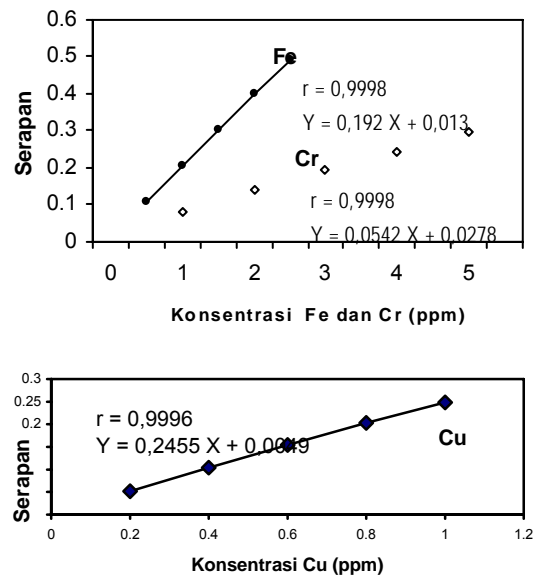 0.6
0.5
0.4
0.3
0.2
0.1
0
Serapan
Fe
r = 0,9998
Y = 0,192 X + 0,013
Cr
r = 0,9998
Y = 0,0542 X + 0,0278
0 1 2 3 4 5
Konsentrasi Fe dan Cr (ppm)
0.3
0.25
0.2
Serapan
r = 0,9996
Y = 0,2455 X + 0,0049
Cu
0 0.2 0.4 0.6 0.8 1 1.2
Konsentrasi Cu (ppm)